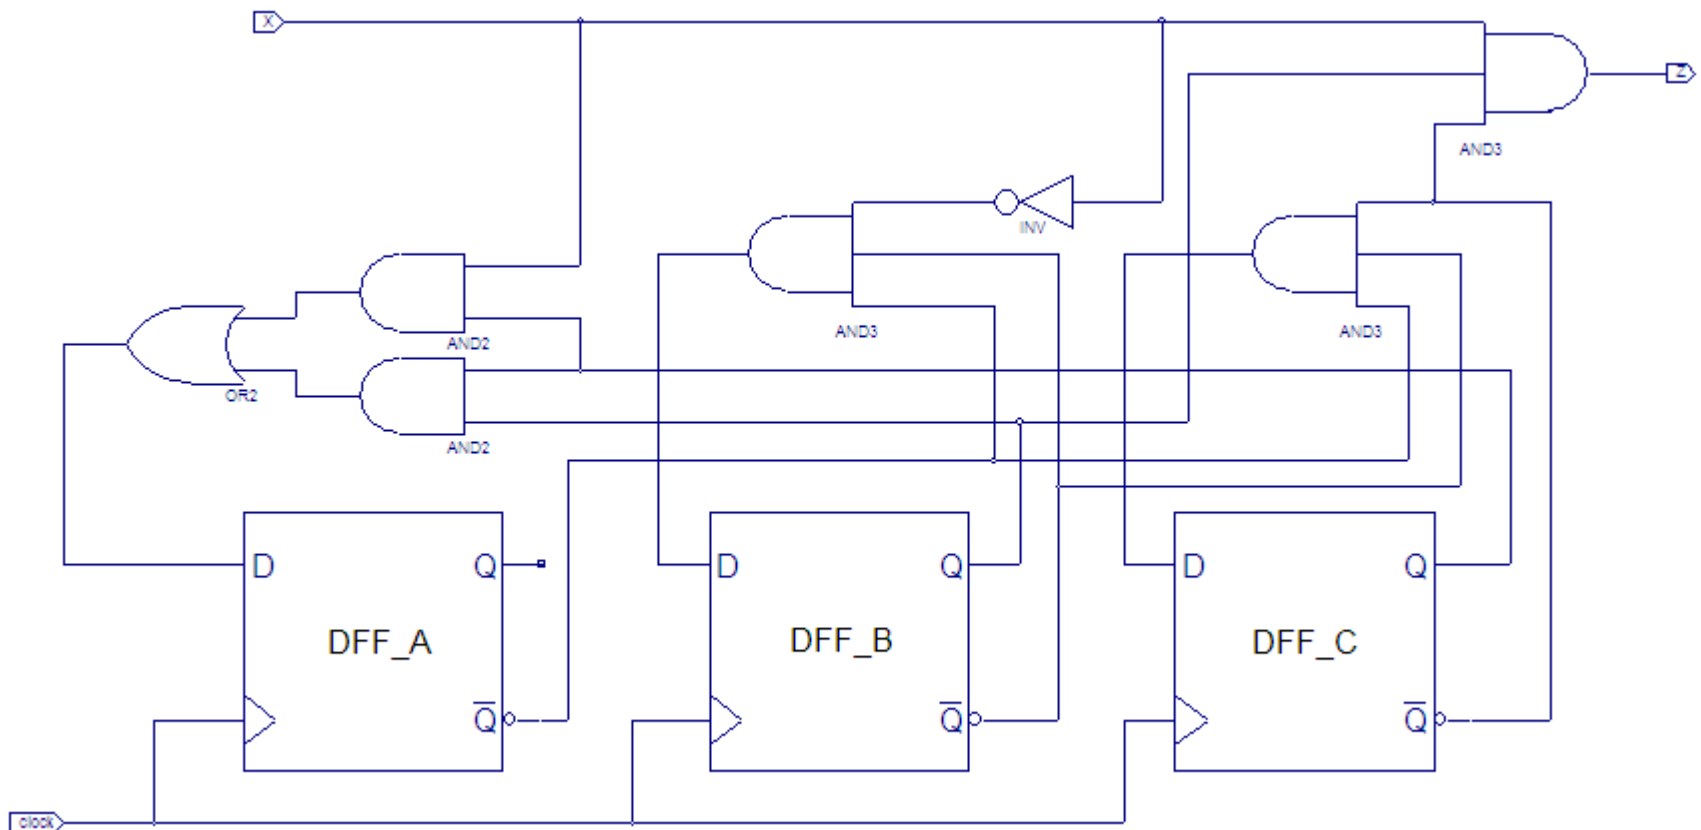 X
Z
AND3
INV
AND3
AND3
AND2
OR2
AND2
D
Q
DFF_A
Q̅
D
Q
DFF_B
Q̅
D
Q
DFF_C
Q̅
clock